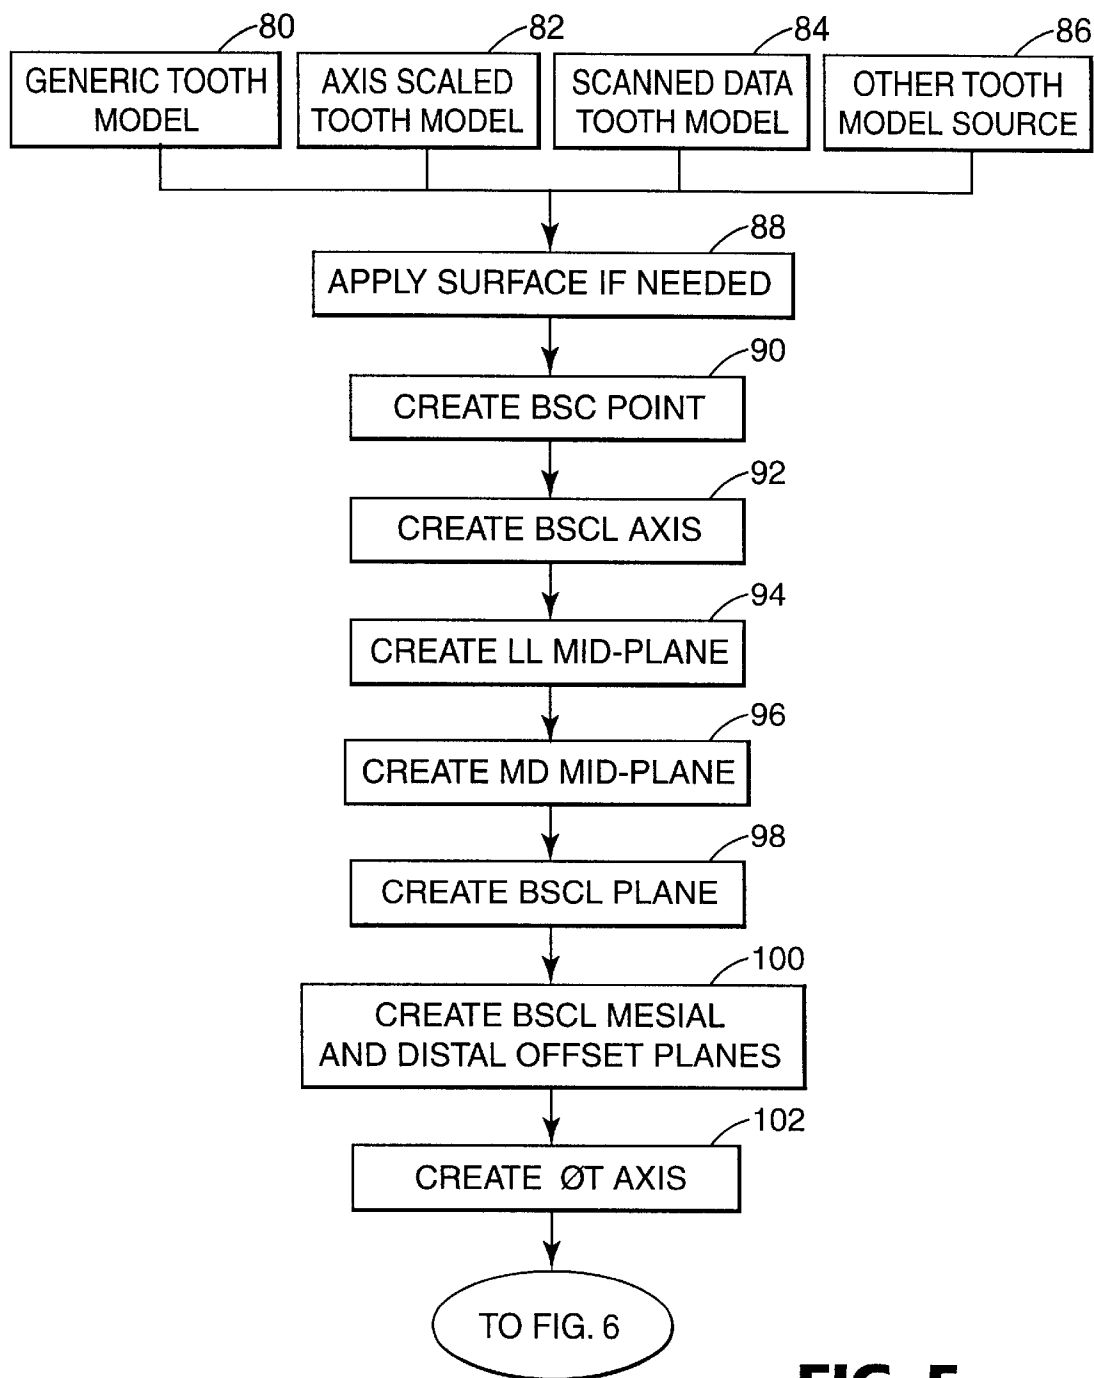 80
82
84
86
GENERIC TOOTH
MODEL
AXIS SCALED
TOOTH MODEL
SCANNED DATA
TOOTH MODEL
OTHER TOOTH
MODEL SOURCE
88
APPLY SURFACE IF NEEDED
90
CREATE BSC POINT
92
CREATE BSCL AXIS
94
CREATE LL MID-PLANE
96
CREATE MD MID-PLANE
98
CREATE BSCL PLANE
100
CREATE BSCL MESIAL
AND DISTAL OFFSET PLANES
102
CREATE ØT AXIS
TO FIG. 6
FIG. 5